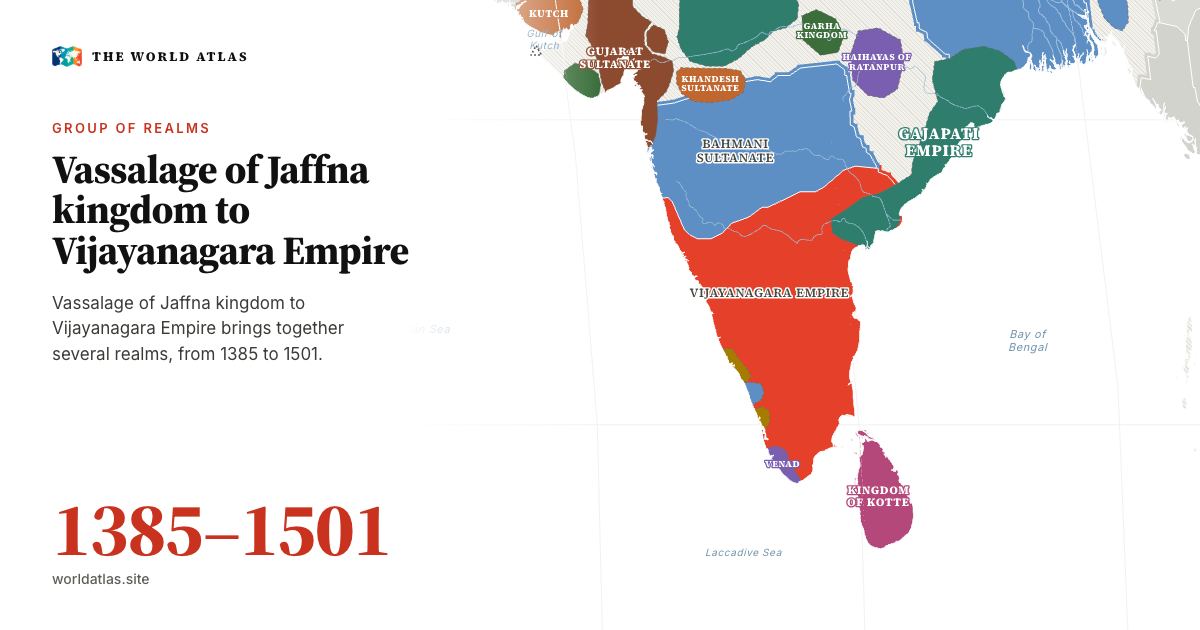 THE WORLD ATLAS
GROUP OF REALMS
Vassalage of Jaffna
kingdom to
Vijayanagara Empire
Vassalage of Jaffna kingdom to
Vijayanagara Empire brings together
several realms, from 1385 to 1501.
1385–1501
worldatlas.site
KUTCH
Gulf of
Kutch
GUJARAT
SULTANATE
KHANDESH
SULTANATE
GARHA
KINGDOM
HAIHAYAS OF
RATANPUR
BAHMANI
SULTANATE
GAJAPATI
EMPIRE
VIJAYANAGARA EMPIRE
an Sea
Bay of
Bengal
VENAD
KINGDOM
OF KOTTE
Laccadive Sea